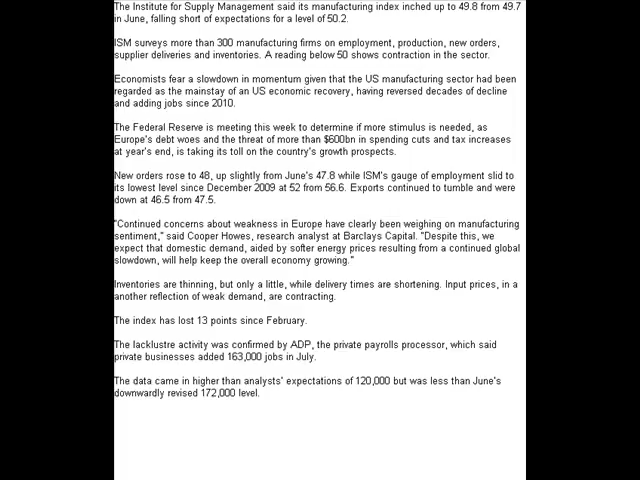 The Institute for Supply Management said its manufacturing index inched up to 49.8 from 49.7
in June, falling short of expectations for a level of 50.2.
ISM surveys more than 300 manufacturing firms on employment, production, new orders,
supplier deliveries and inventories. A reading below 50 shows contraction in the sector.
Economists fear a slowdown in momentum given that the US manufacturing sector had been
regarded as the mainstay of an US economic recovery, having reversed decades of decline
and adding jobs since 2010.
The Federal Reserve is meeting this week to determine if more stimulus is needed, as
Europe's debt woes and the threat of more than $600bn in spending cuts and tax increases
at year's end, is taking its toll on the country's growth prospects.
New orders rose to 48, up slightly from June's 47.8 while ISM's gauge of employment slid to
its lowest level since December 2009 at 52 from 56.6. Exports continued to tumble and were
down at 46.5 from 47.5.
"Continued concerns about weakness in Europe have clearly been weighing on manufacturing
sentiment," said Cooper Howes, research analyst at Barclays Capital. "Despite this, we
expect that domestic demand, aided by softer energy prices resulting from a continued global
slowdown, will help keep the overall economy growing."
Inventories are thinning, but only a little, while delivery times are shortening. Input prices, in a
another reflection of weak demand, are contracting.
The index has lost 13 points since February.
The lacklustre activity was confirmed by ADP, the private payrolls processor, which said
private businesses added 163,000 jobs in July.
The data came in higher than analysts' expectations of 120,000 but was less than June's
downwardly revised 172,000 level.